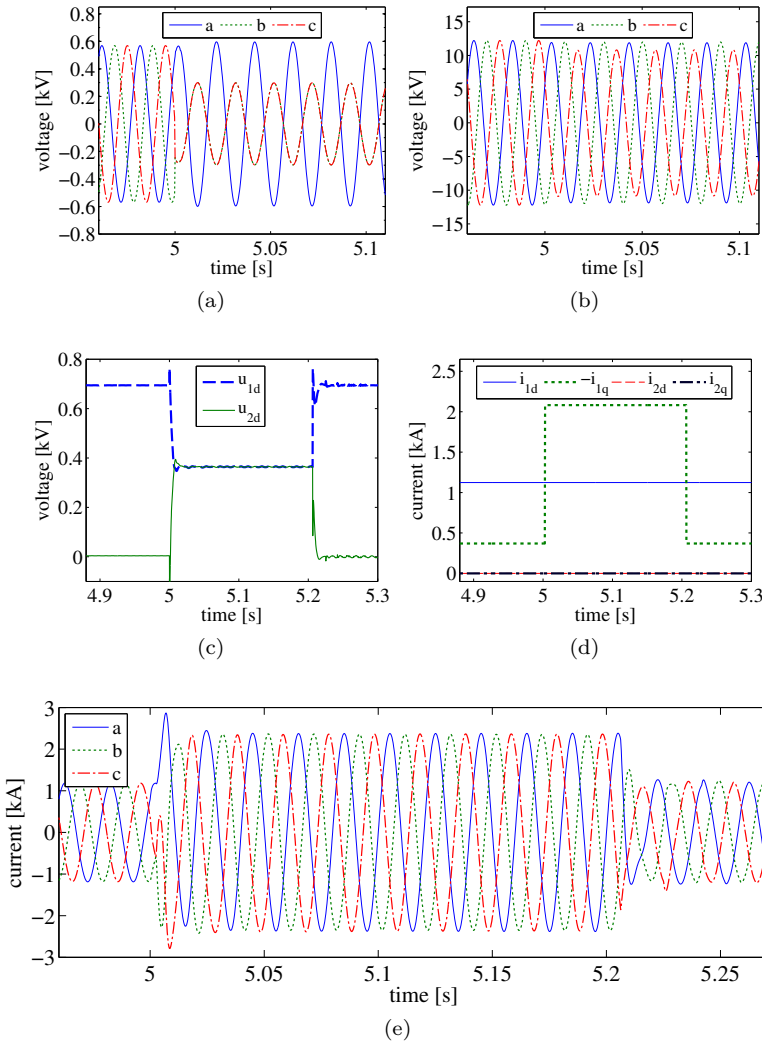 a b c
0.8
0.6
0.4
0.2
0
−0.2
−0.4
−0.6
−0.8
voltage [kV]
5 5.05 5.1
time [s]
(a)
a b c
15
10
5
0
−5
−10
−15
voltage [kV]
5 5.05 5.1
time [s]
(b)
u1d
u2d
0.8
0.6
0.4
0.2
0
voltage [kV]
4.9 5 5.1 5.2 5.3
time [s]
(c)
i1d −i1q i2d i2q
2.5
2
1.5
1
0.5
0
current [kA]
4.9 5 5.1 5.2 5.3
time [s]
(d)
a
b
c
3
2
1
0
−1
−2
−3
current [kA]
5 5.05 5.1 5.15 5.2 5.25
time [s]
(e)